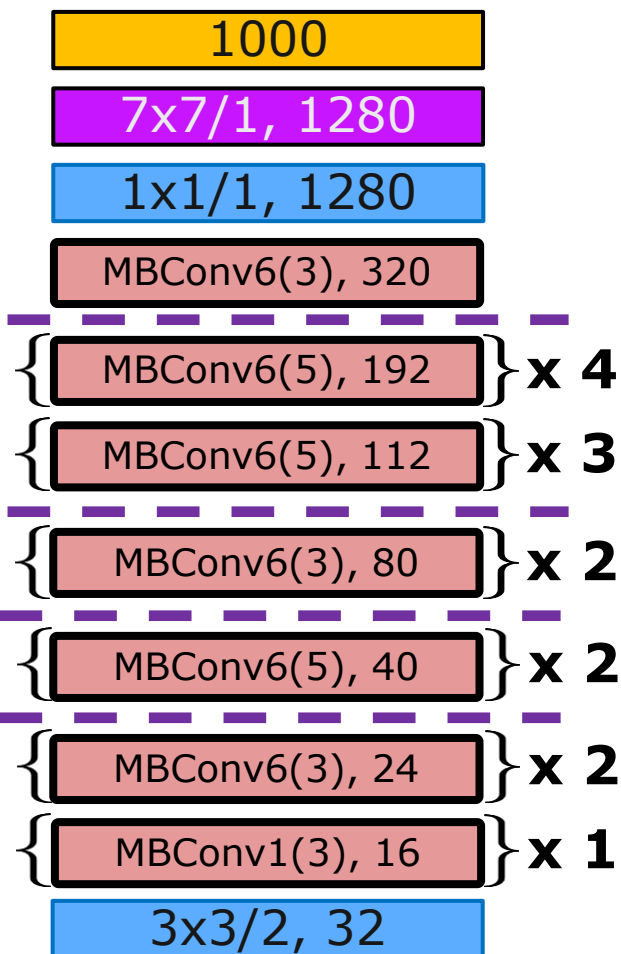 1000
7x7/1, 1280
1x1/1, 1280
MBConv6(3), 320
{ MBConv6(5), 192 } x 4
{ MBConv6(5), 112 } x 3
{ MBConv6(3), 80 } x 2
{ MBConv6(5), 40 } x 2
{ MBConv6(3), 24 } x 2
{ MBConv1(3), 16 } x 1
3x3/2, 32